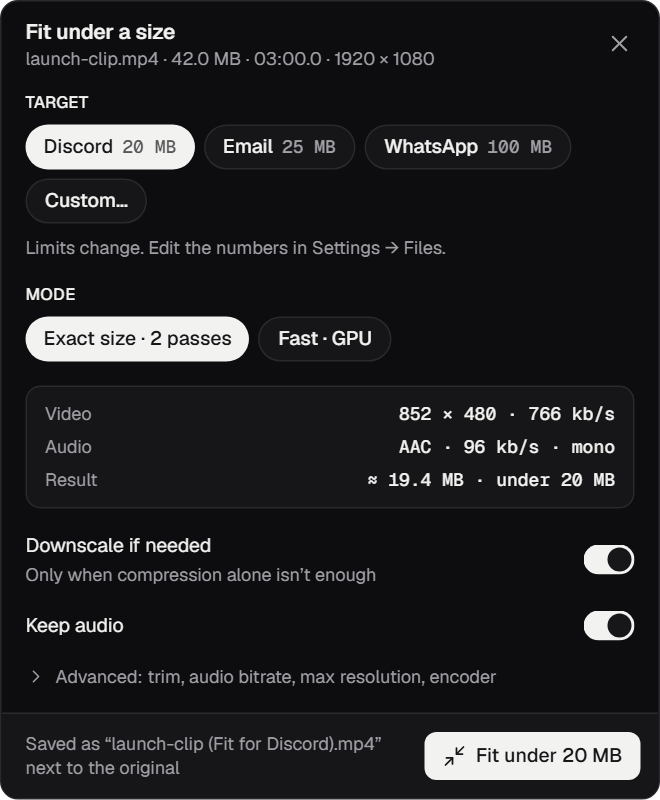 Fit under a size
launch-clip.mp4 · 42.0 MB · 03:00.0 · 1920 × 1080
TARGET
Discord 20 MB
Email 25 MB
WhatsApp 100 MB
Custom...
Limits change. Edit the numbers in Settings → Files.
MODE
Exact size · 2 passes
Fast · GPU
Video 852 × 480 · 766 kb/s
Audio AAC · 96 kb/s · mono
Result ≈ 19.4 MB · under 20 MB
Downscale if needed
Only when compression alone isn’t enough
Keep audio
Advanced: trim, audio bitrate, max resolution, encoder
Saved as “launch-clip (Fit for Discord).mp4”
next to the original
Fit under 20 MB